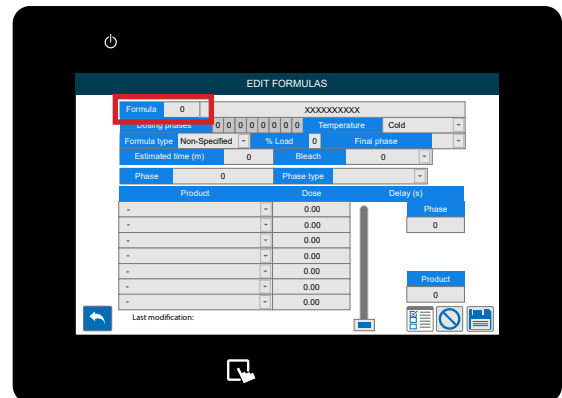 EDIT FORMULAS
Formula 0 XXXXXXXXXX
Dosing phases 0 0 0 0 0 0 0 0 Temperature Cold
Formula type Non-Specified % Load 0 Final phase
Estimated time (m) 0 Bleach 0
Phase 0 Phase type
Product Dose Delay (s)
- 0.00 Phase
- 0.00 0
- 0.00
- 0.00
- 0.00 Product
- 0.00 0
- 0.00
Last modification: